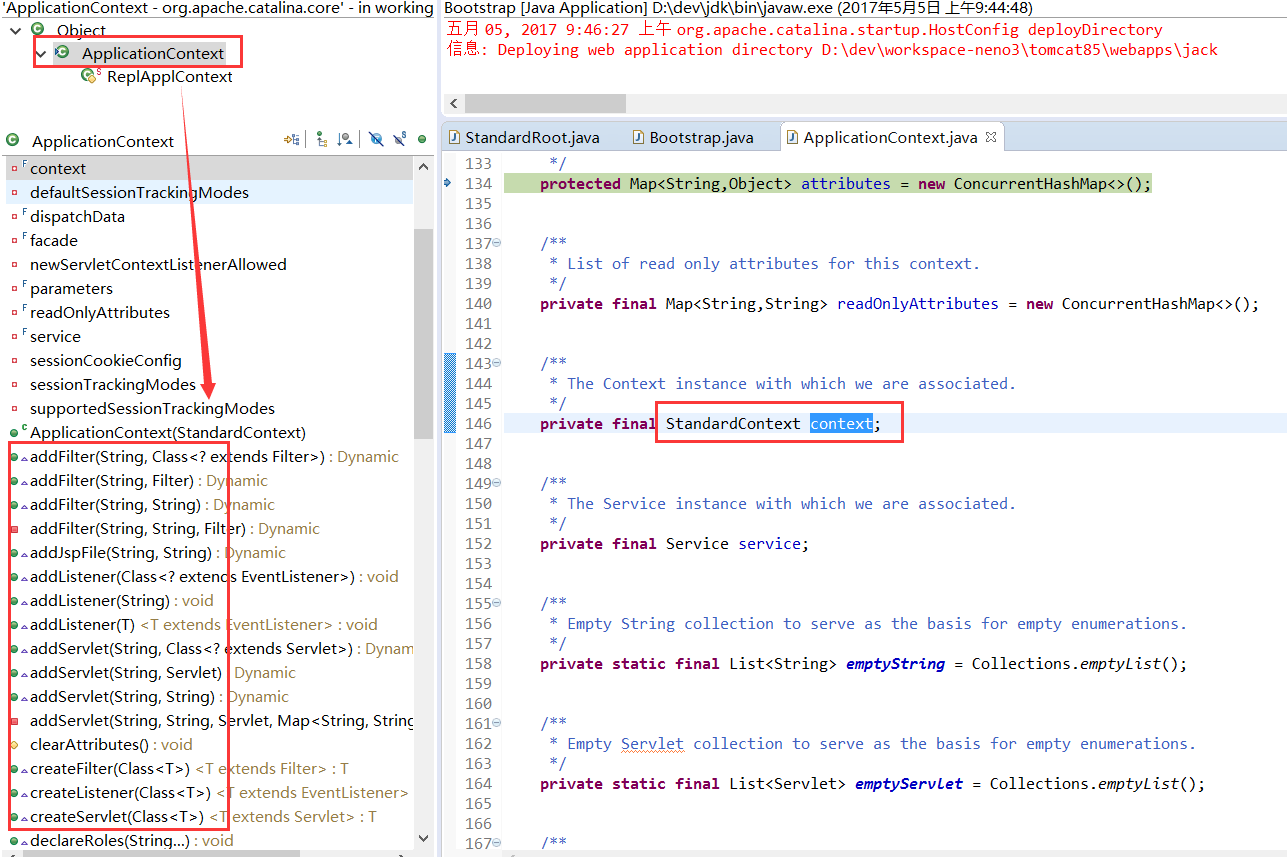 'ApplicationContext - org.apache.catalina.core' - in working
Object
ApplicationContext
ReplApplContext
ApplicationContext
context
defaultSessionTrackingModes
dispatchData
facade
newServletContextListenerAllowed
parameters
readOnlyAttributes
service
sessionCookieConfig
sessionTrackingModes
supportedSessionTrackingModes
ApplicationContext(StandardContext)
addFilter(String, Class<? extends Filter>) : Dynamic
addFilter(String, Filter) : Dynamic
addFilter(String, String) : Dynamic
addFilter(String, String, Filter) : Dynamic
addJspFile(String, String) : Dynamic
addListener(Class<? extends EventListener>) : void
addListener(String) : void
addListener(T) <T extends EventListener> : void
addServlet(String, Class<? extends Servlet>) : Dynam
addServlet(String, Servlet) : Dynamic
addServlet(String, String) : Dynamic
addServlet(String, String, Servlet, Map<String, String
clearAttributes() : void
createFilter(Class<T>) <T extends Filter> : T
createListener(Class<T>) <T extends EventListener>
createServlet(Class<T>) <T extends Servlet> : T
declareRoles(String...) : void
Bootstrap [Java Application] D:\dev\jdk\bin\javaw.exe (2017年5月5日 上午9:44:48)
五月 05, 2017 9:46:27 上午 org.apache.catalina.startup.HostConfig deployDirectory
信息: Deploying web application directory D:\dev\workspace-neno3\tomcat85\webapps\jack
StandardRoot.java Bootstrap.java ApplicationContext.java
133 */
134 protected Map<String,Object> attributes = new ConcurrentHashMap<>();
135
136
137 /**
138 * List of read only attributes for this context.
139 */
140 private final Map<String,String> readOnlyAttributes = new ConcurrentHashMap<>();
141
142
143 /**
144 * The Context instance with which we are associated.
145 */
146 private final StandardContext context;
147
148
149 /**
150 * The Service instance with which we are associated.
151 */
152 private final Service service;
153
154
155 /**
156 * Empty String collection to serve as the basis for empty enumerations.
157 */
158 private static final List<String> emptyString = Collections.emptyList();
159
160
161 /**
162 * Empty Servlet collection to serve as the basis for empty enumerations.
163 */
164 private static final List<Servlet> emptyServlet = Collections.emptyList();
165
166
167 /**